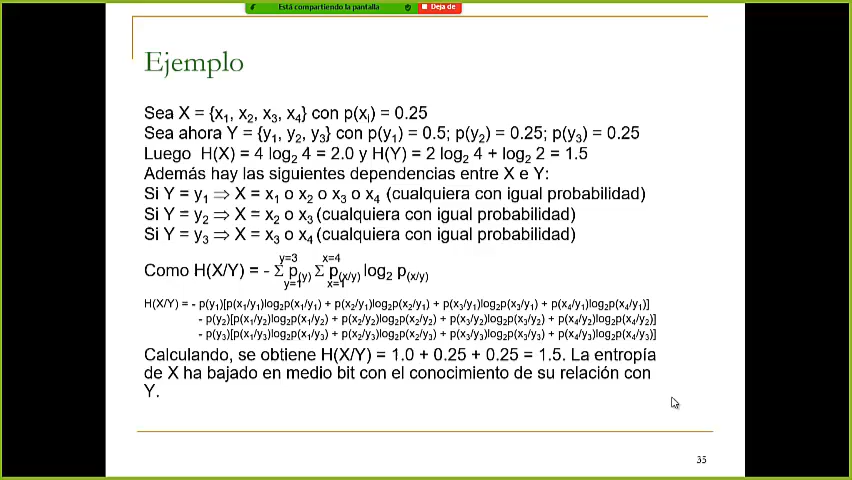 Está compartiendo la pantalla Deja de
Ejemplo
Sea X = {x1, x2, x3, x4} con p(xi) = 0.25
Sea ahora Y = {y1, y2, y3} con p(y1) = 0.5; p(y2) = 0.25; p(y3) = 0.25
Luego H(X) = 4 log2 4 = 2.0 y H(Y) = 2 log2 4 + log2 2 = 1.5
Además hay las siguientes dependencias entre X e Y:
Si Y = y1 ⇒ X = x1 o x2 o x3 o x4 (cualquiera con igual probabilidad)
Si Y = y2 ⇒ X = x2 o x3 (cualquiera con igual probabilidad)
Si Y = y3 ⇒ X = x3 o x4 (cualquiera con igual probabilidad)
y=3 x=4
Como H(X/Y) = - Σ p(y) Σ p(x/y) log2 p(x/y)
y=1 x=1
H(X/Y) = - p(y1)[p(x1/y1)log2p(x1/y1) + p(x2/y1)log2p(x2/y1) + p(x3/y1)log2p(x3/y1) + p(x4/y1)log2p(x4/y1)]
- p(y2)[p(x1/y2)log2p(x1/y2) + p(x2/y2)log2p(x2/y2) + p(x3/y2)log2p(x3/y2) + p(x4/y2)log2p(x4/y2)]
- p(y3)[p(x1/y3)log2p(x1/y3) + p(x2/y3)log2p(x2/y3) + p(x3/y3)log2p(x3/y3) + p(x4/y3)log2p(x4/y3)]
Calculando, se obtiene H(X/Y) = 1.0 + 0.25 + 0.25 = 1.5. La entropía
de X ha bajado en medio bit con el conocimiento de su relación con
Y.
35